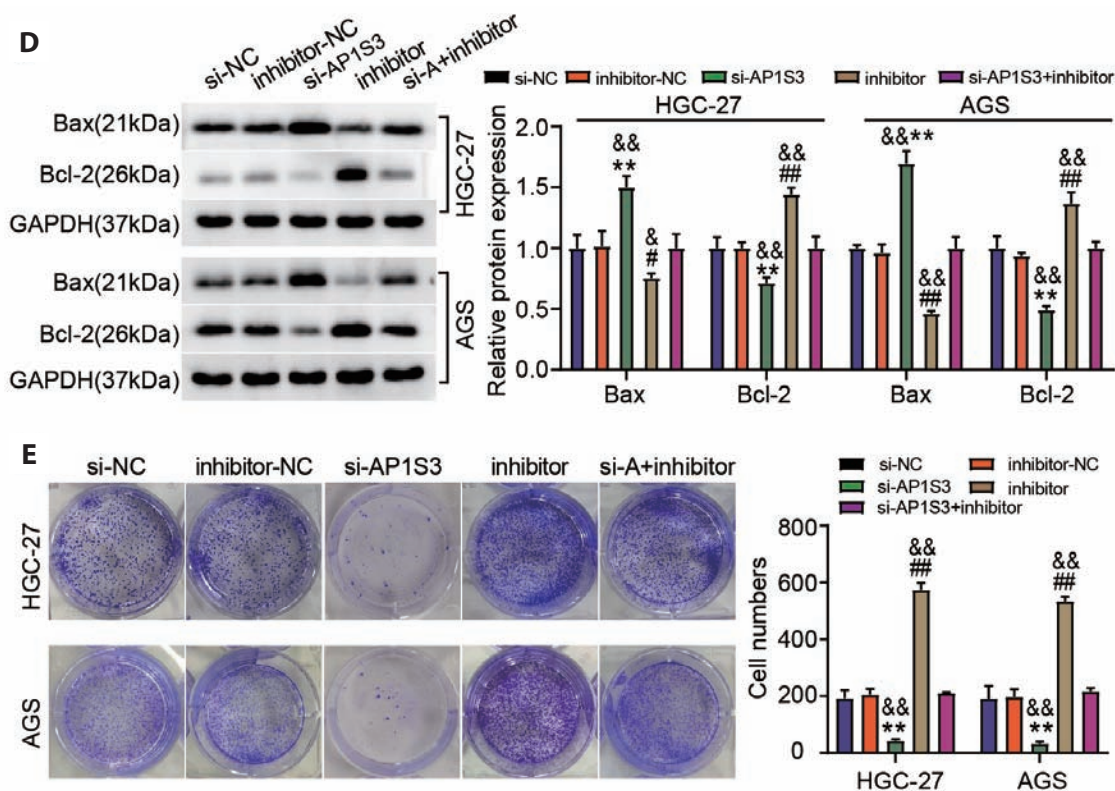 D
si-NC inhibitor-NC si-AP1S3 inhibitor si-A+inhibitor
Bax(21kDa)
Bcl-2(26kDa)
GAPDH(37kDa)
HGC-27
Bax(21kDa)
Bcl-2(26kDa)
GAPDH(37kDa)
AGS
si-NC inhibitor-NC si-AP1S3 inhibitor si-AP1S3+inhibitor
HGC-27 AGS
Relative protein expression
2.0
1.5
1.0
0.5
0.0
&&
**
&
#
&&
**
&&
##
&&**
&&
##
&&
**
&&
##
Bax Bcl-2 Bax Bcl-2
E
si-NC inhibitor-NC si-AP1S3 inhibitor si-A+inhibitor
HGC-27
AGS
si-NC inhibitor-NC
si-AP1S3 inhibitor
si-AP1S3+inhibitor
Cell numbers
800
600
400
200
0
&&
**
&&
##
&&
**
&&
##
HGC-27 AGS